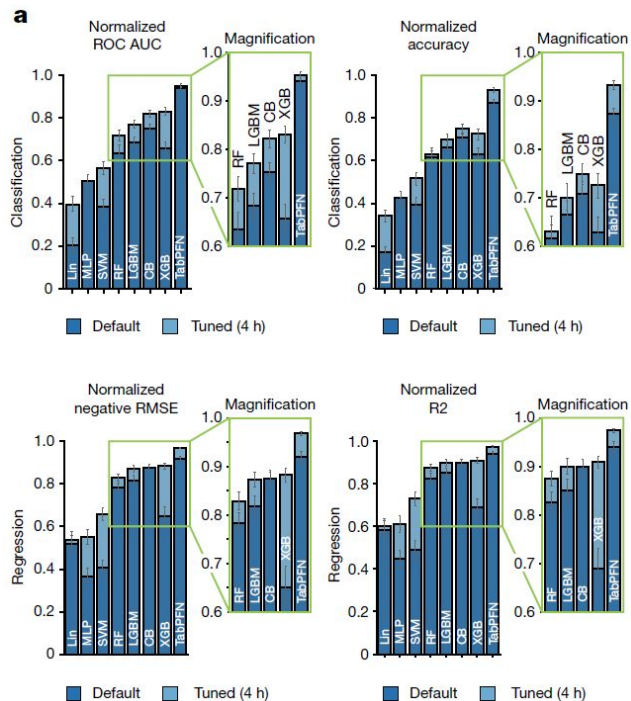 a
Normalized
ROC AUC
Magnification
Classification
1.0
0.8
0.6
0.4
0.2
0
Lin
MLP
SVM
RF
LGBM
CB
XGB
TabPFN
1.0
0.9
0.8
0.7
0.6
RF
LGBM
CB
XGB
TabPFN
Default
Tuned (4 h)
Normalized
accuracy
Magnification
Classification
1.0
0.8
0.6
0.4
0.2
0
Lin
MLP
SVM
RF
LGBM
CB
XGB
TabPFN
1.0
0.9
0.8
0.7
0.6
RF
LGBM
CB
XGB
TabPFN
Default
Tuned (4 h)
Normalized
negative RMSE
Magnification
Regression
1.0
0.8
0.6
0.4
0.2
0
Lin
MLP
SVM
RF
LGBM
CB
XGB
TabPFN
1.0
0.9
0.8
0.7
0.6
RF
LGBM
CB
XGB
TabPFN
Default
Tuned (4 h)
Normalized
R2
Magnification
Regression
1.0
0.8
0.6
0.4
0.2
0
Lin
MLP
SVM
RF
LGBM
CB
XGB
TabPFN
1.0
0.9
0.8
0.7
0.6
RF
LGBM
CB
XGB
TabPFN
Default
Tuned (4 h)